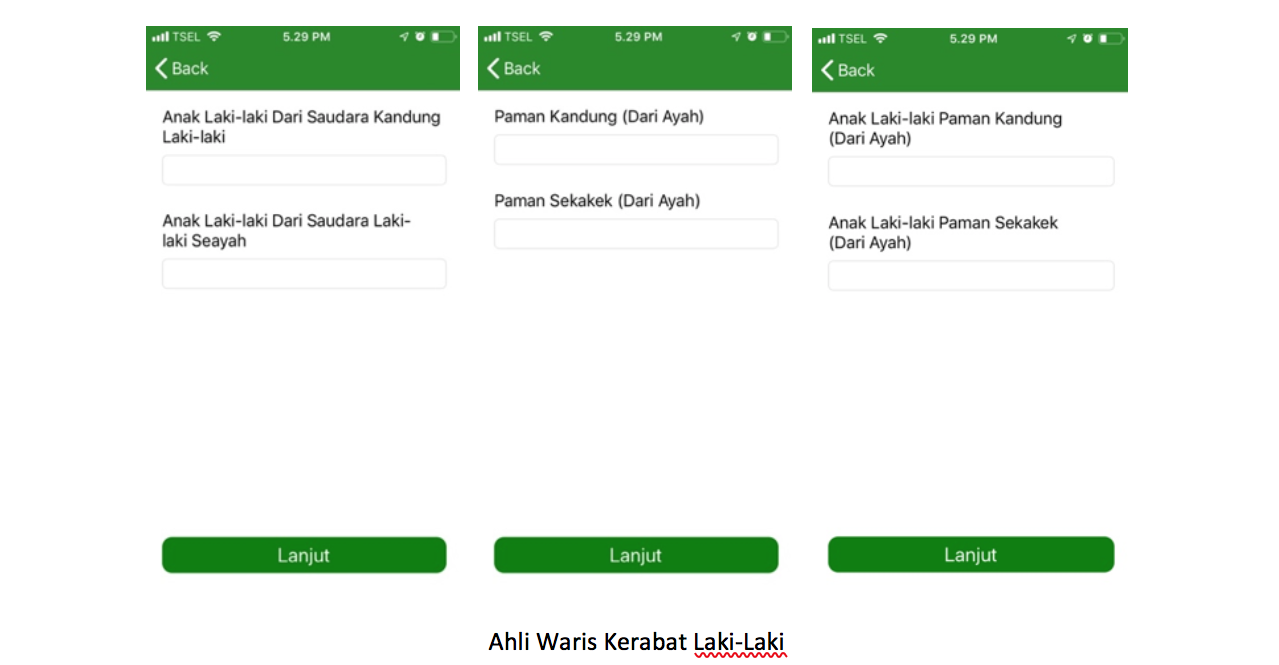 TSEL 5.29 PM
Back
Anak Laki-laki Dari Saudara Kandung
Laki-laki
Anak Laki-laki Dari Saudara Laki-
laki Seayah
Lanjut
TSEL 5.29 PM
Back
Paman Kandung (Dari Ayah)
Paman Sekakek (Dari Ayah)
Lanjut
TSEL 5.29 PM
Back
Anak Laki-laki Paman Kandung
(Dari Ayah)
Anak Laki-laki Paman Sekakek
(Dari Ayah)
Lanjut
Ahli Waris Kerabat Laki-Laki